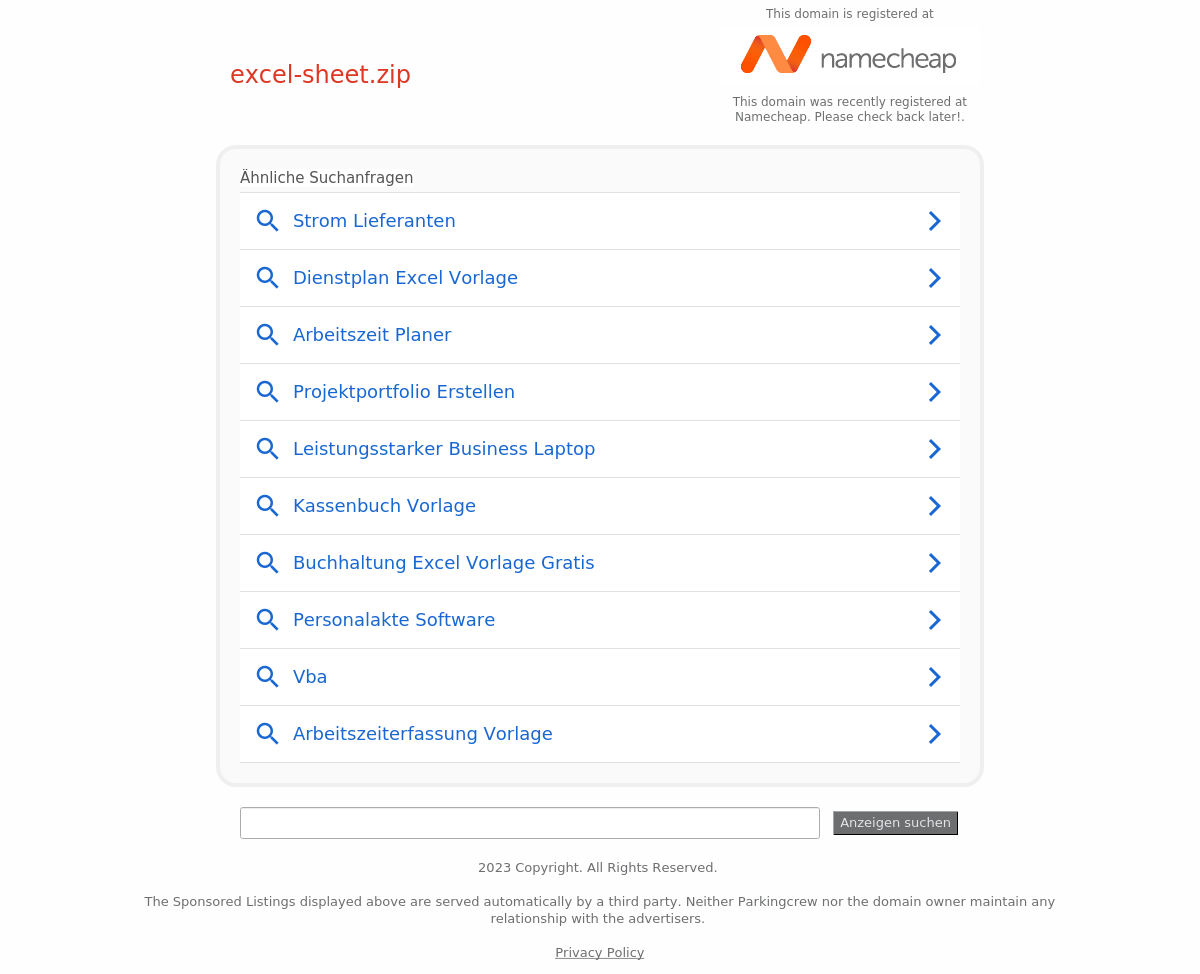 This domain is registered at
namecheap
excel-sheet.zip
This domain was recently registered at
Namecheap. Please check back later!.
Ähnliche Suchanfragen
Strom Lieferanten
Dienstplan Excel Vorlage
Arbeitszeit Planer
Projektportfolio Erstellen
Leistungsstarker Business Laptop
Kassenbuch Vorlage
Buchhaltung Excel Vorlage Gratis
Personalakte Software
Vba
Arbeitszeiterfassung Vorlage
Anzeigen suchen
2023 Copyright. All Rights Reserved.
The Sponsored Listings displayed above are served automatically by a third party. Neither Parkingcrew nor the domain owner maintain any
relationship with the advertisers.
Privacy Policy